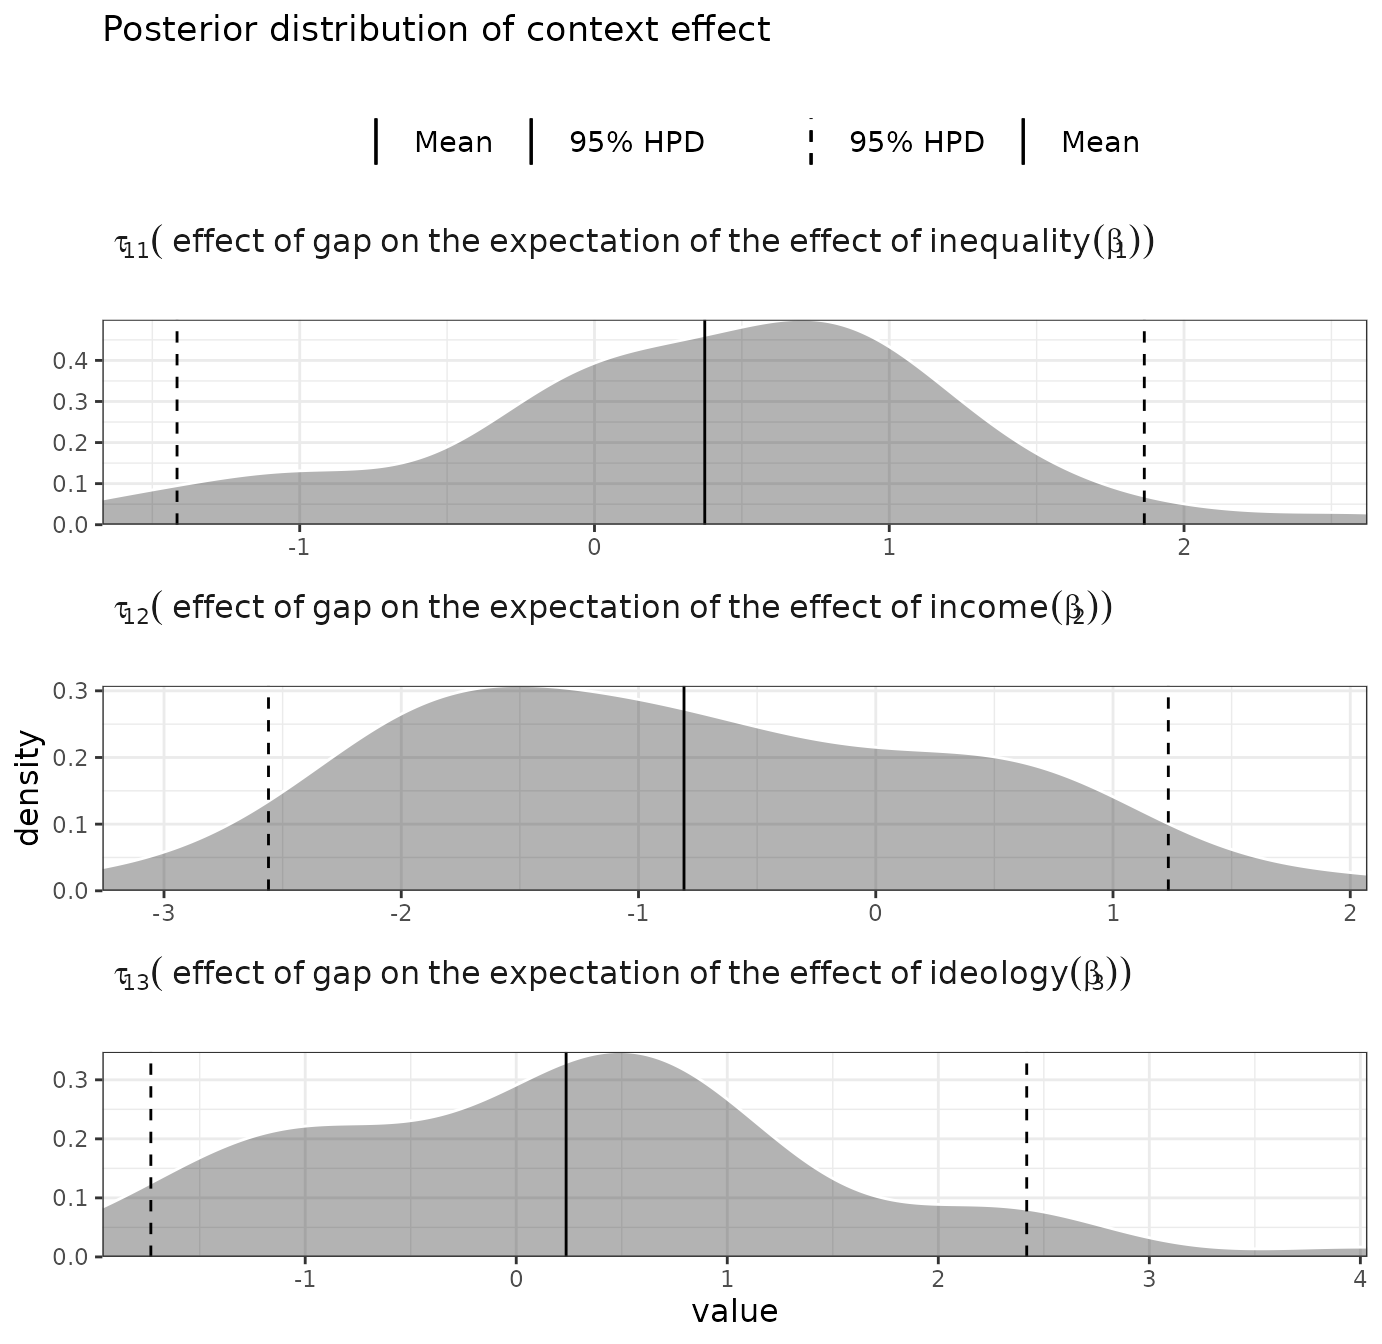 Posterior distribution of context effect
Mean 95% HPD 95% HPD Mean
τ11( effect of gap on the expectation of the effect of inequality(β1))
0.4
0.3
0.2
0.1
0.0
-1 0 1 2
τ12( effect of gap on the expectation of the effect of income(β2))
density
0.3
0.2
0.1
0.0
-3 -2 -1 0 1 2
τ13( effect of gap on the expectation of the effect of ideology(β3))
0.3
0.2
0.1
0.0
-1 0 1 2 3 4
value